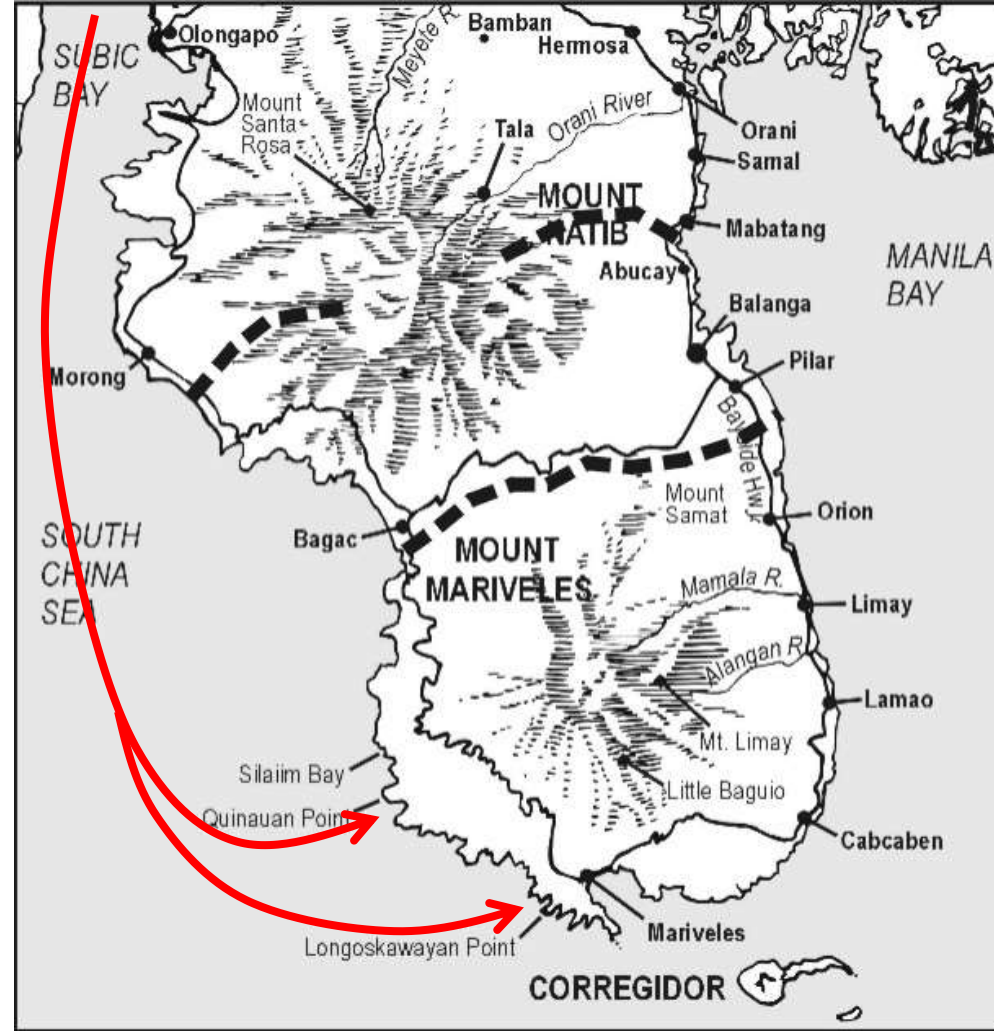 Olongapo
Bamban
Hermosa
SUBIC
BAY
Meyete R.
Mount
Santa
Rosa
Tala
Orani River
Orani
Samal
MOUNT
NATIB
Mabatang
Abucay
MANILA
BAY
Balanga
Pilar
Morong
Bayside Hwy.
Mount
Samat
Orion
Bagac
SOUTH
CHINA
SEA
MOUNT
MARIVELES
Mamala R.
Limay
Alangan R.
Lamao
Mt. Limay
Silaiim Bay
Little Baguio
Quinauan Point
Cabcaben
Mariveles
Longoskawayan Point
CORREGIDOR